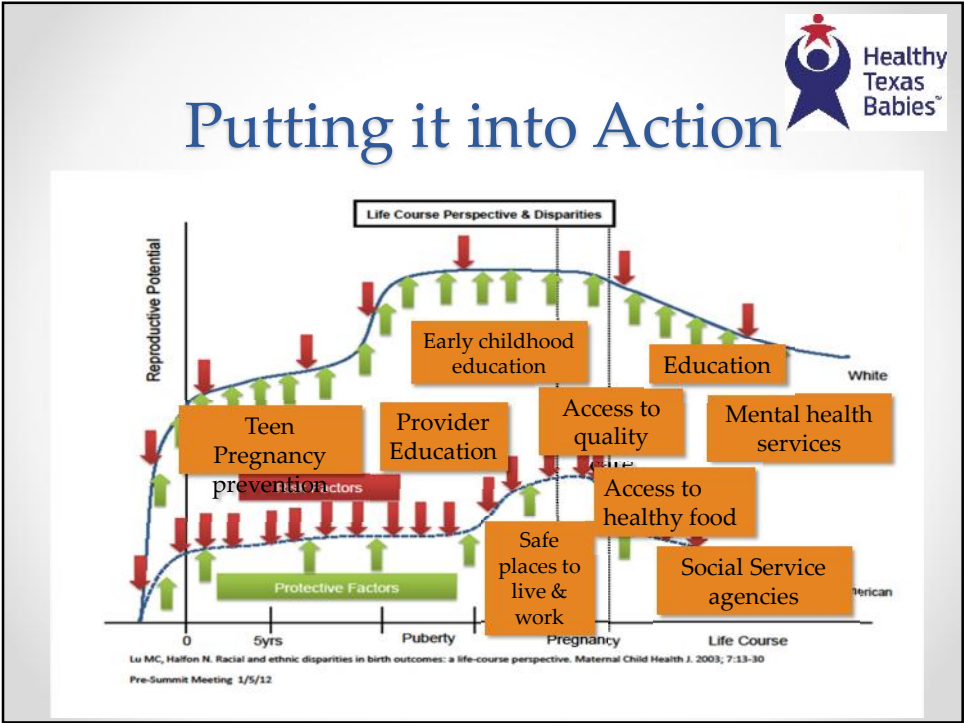 Healthy
Texas
Babies
Putting it into Action
Life Course Perspective & Disparities
Reproductive Potential
Early childhood
education
Education
White
Teen
Pregnancy
prevention
Provider
Education
Access to
quality
Mental health
services
Factors
Access to
healthy food
Safe
places to
live &
work
Protective Factors
Social Service
agencies
0
5yrs
Puberty
Pregnancy
Life Course
Lu MC, Halfon N. Racial and ethnic disparities in birth outcomes: a life-course perspective. Maternal Child Health J. 2003; 7:13-30
Pre-Summit Meeting 1/5/12